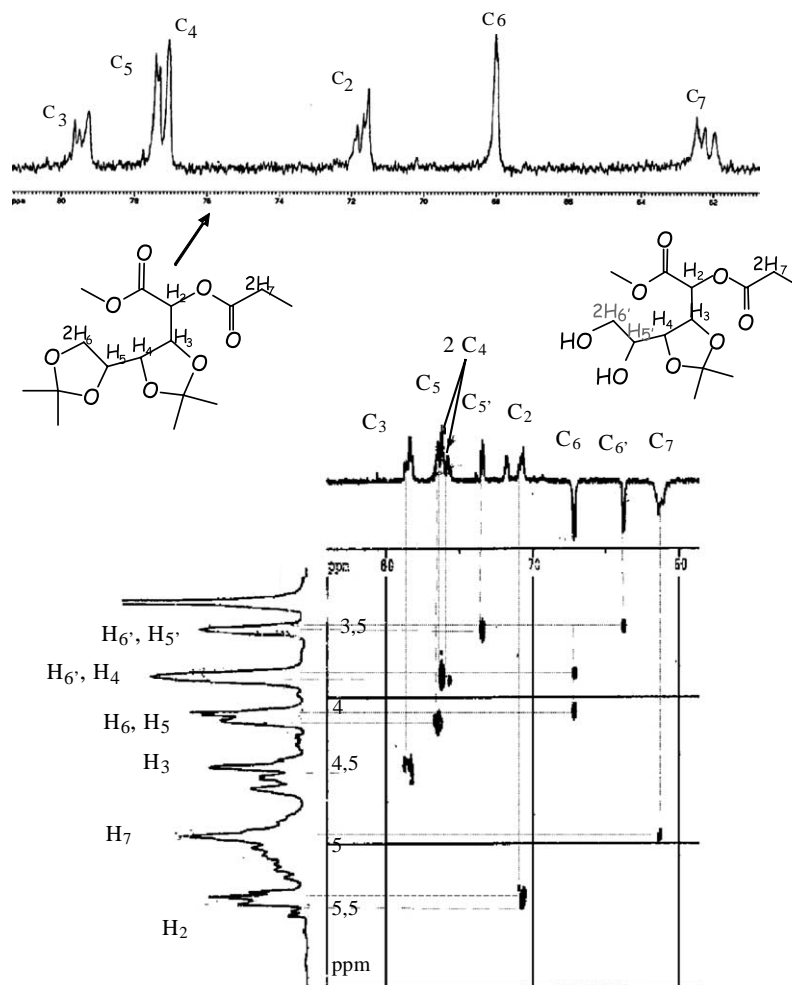 C6
C4
C5
C2
C3
C7
ppm 80 78 76 74 72 70 68 66 64 62
O
O O 2H7
H2
O
2H6
H5 H4 H3
O O
O O
O
O O 2H7
H2
O
2H6' H3
H4
HO H5' O
HO O
2 C4
C5
C5'
C3 C2
C6 C6' C7
ppm 80 70 60
H6', H5' 3,5
H6', H4
H6, H5 4
H3 4,5
H7 5
H2 5,5
ppm